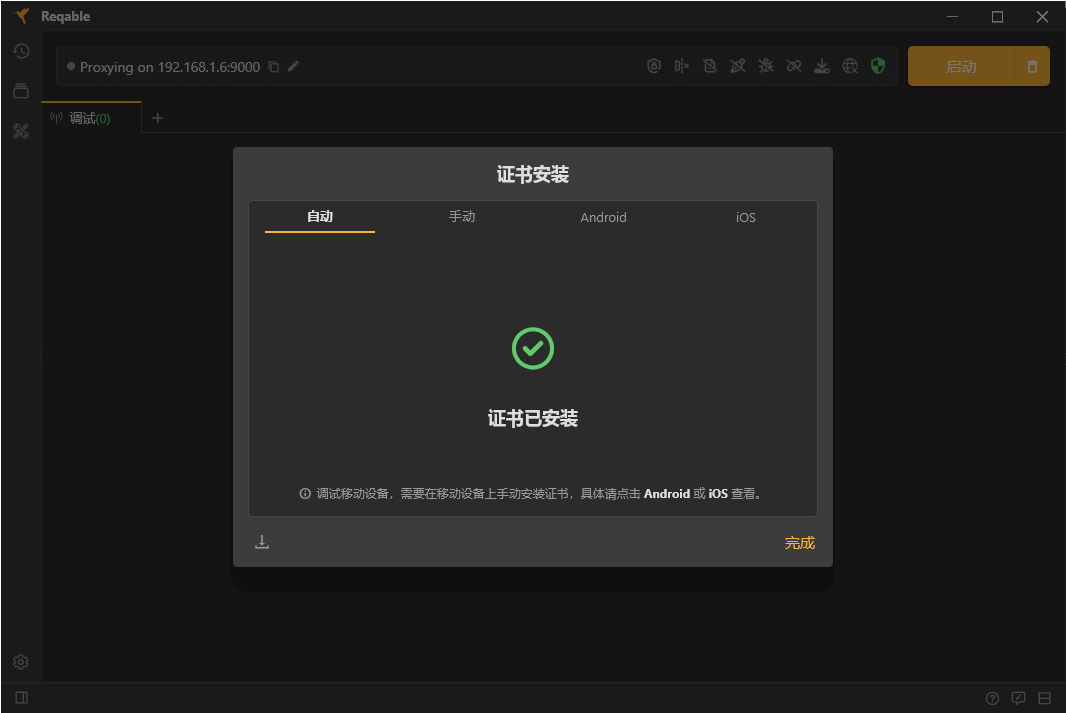 Reqable
Proxying on 192.168.1.6:9000
启动
调试(0)
证书安装
自动 手动 Android iOS
证书已安装
调试移动设备，需要在移动设备上手动安装证书，具体请点击 Android 或 iOS 查看。
完成